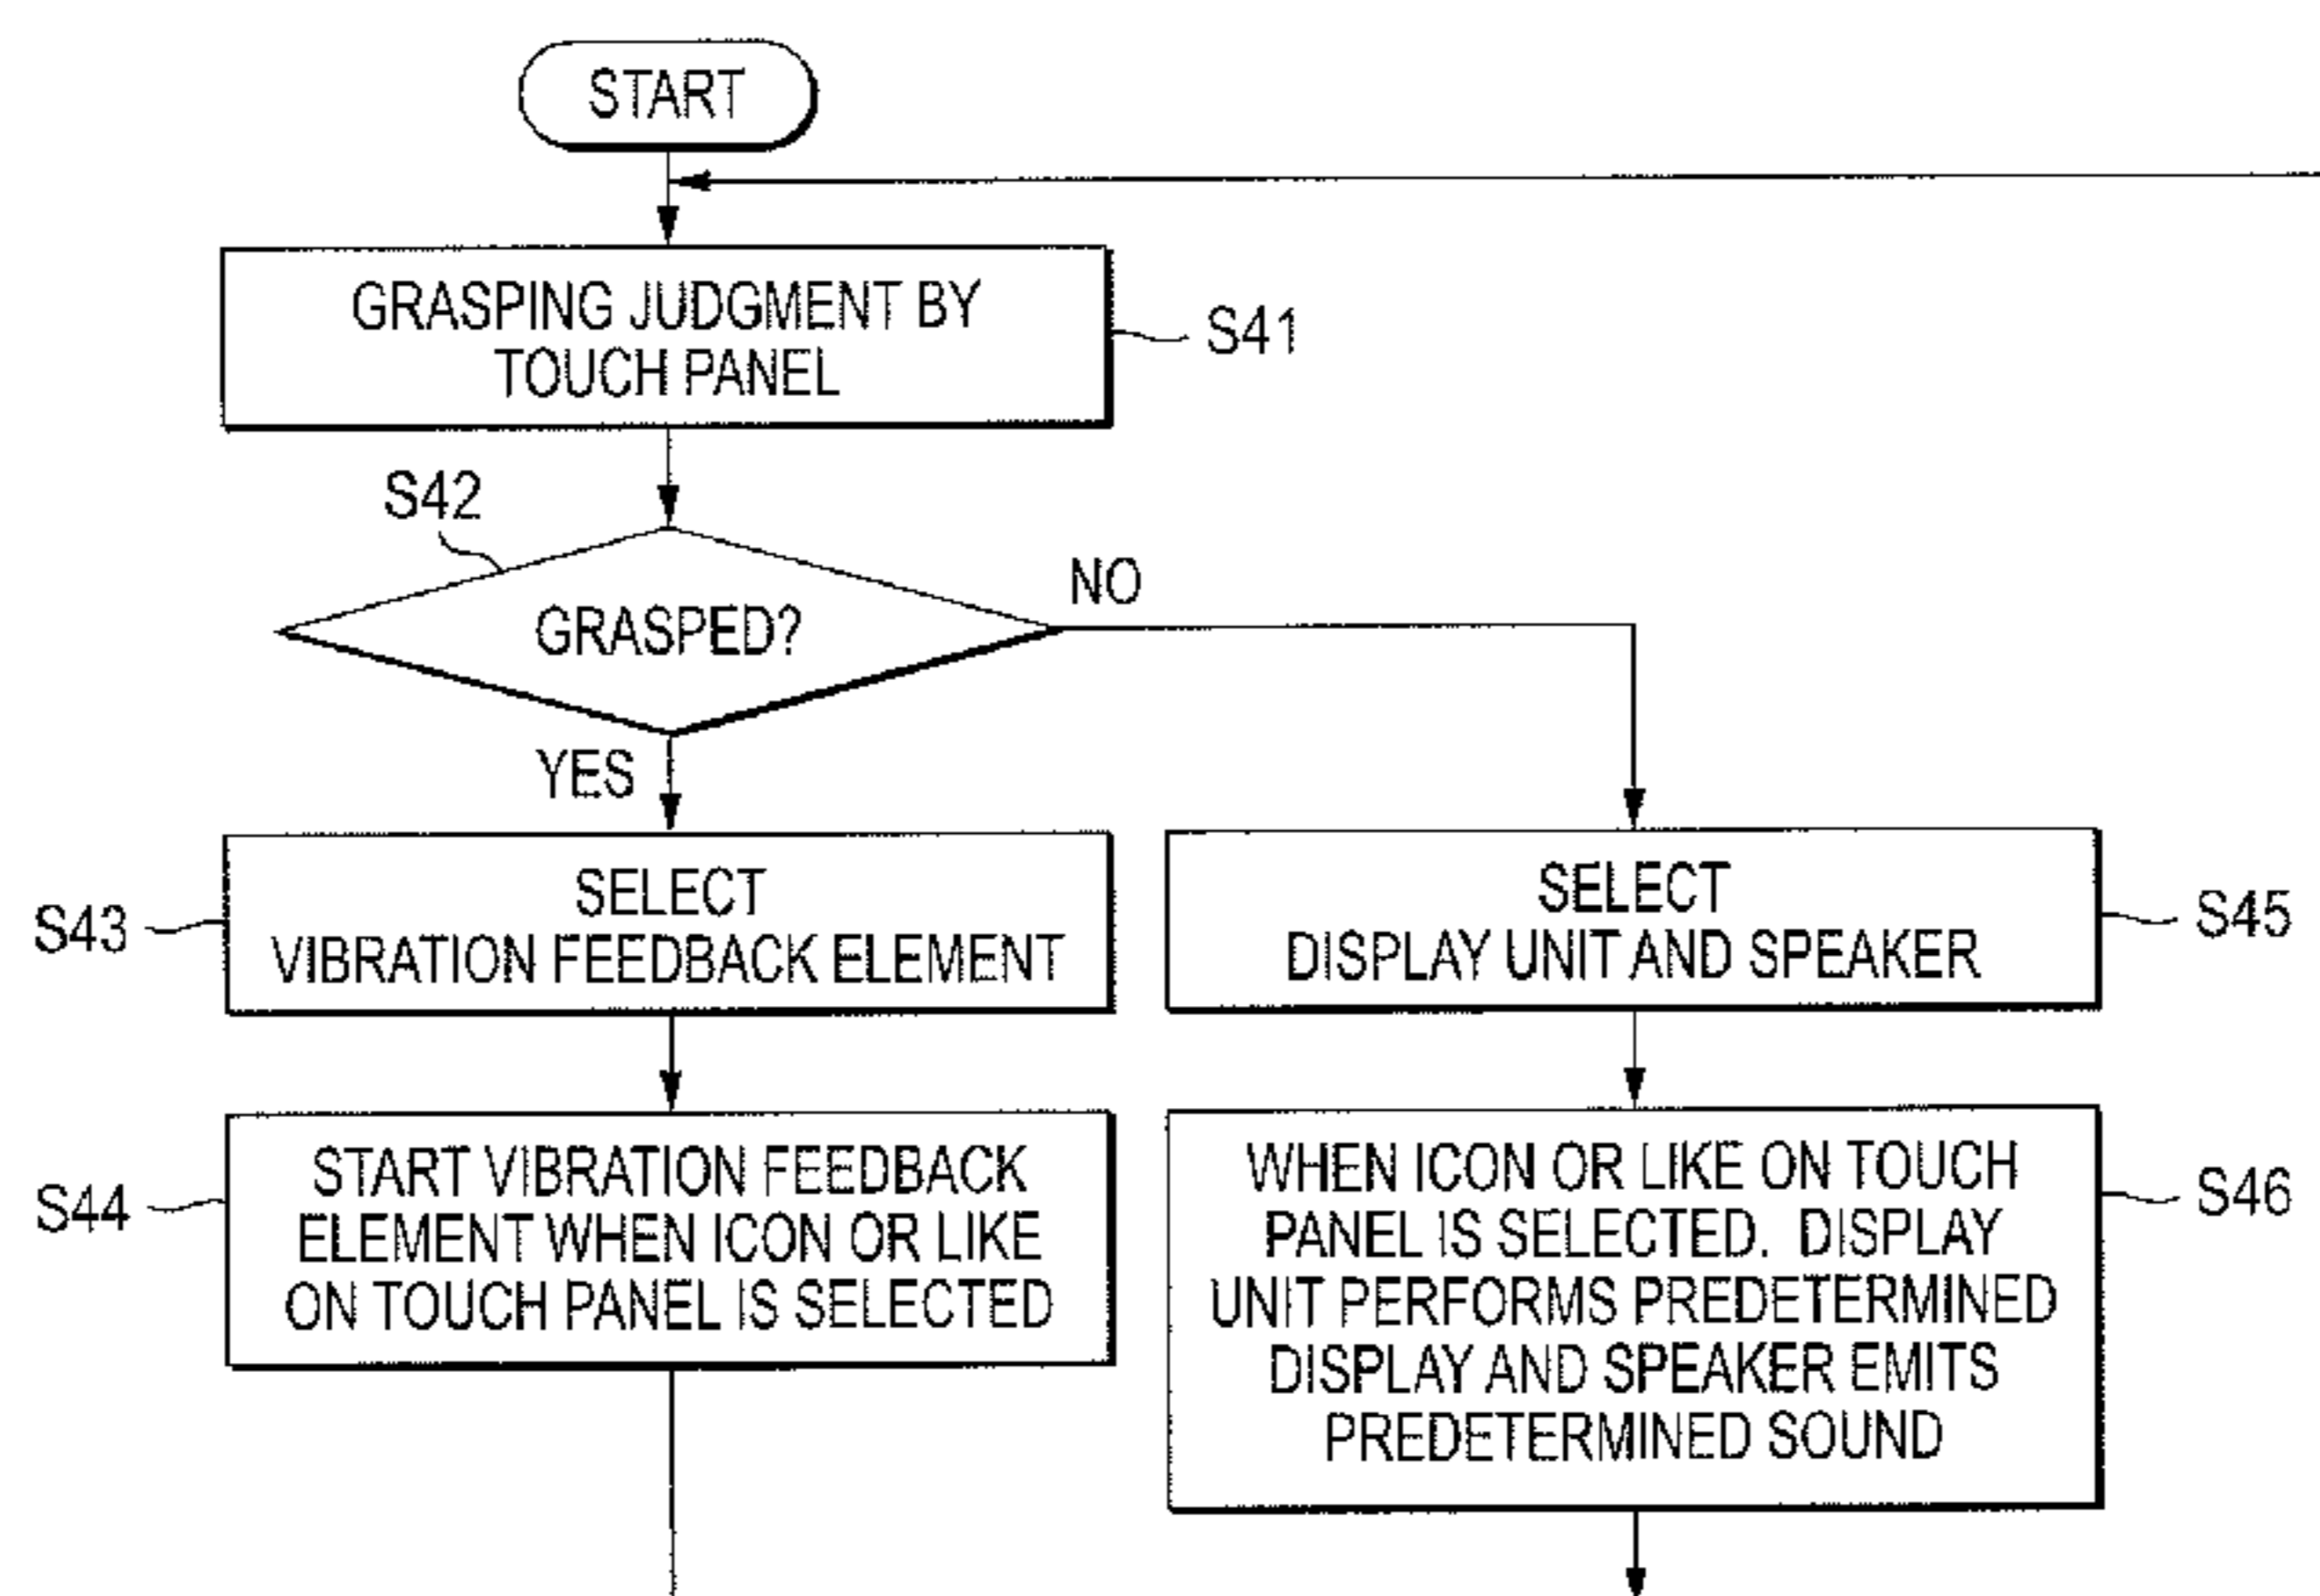 START
GRASPING JUDGMENT BY
TOUCH PANEL
S41
S42
GRASPED?
NO
YES
SELECT
VIBRATION FEEDBACK ELEMENT
S43
SELECT
DISPLAY UNIT AND SPEAKER
S45
START VIBRATION FEEDBACK
ELEMENT WHEN ICON OR LIKE
ON TOUCH PANEL IS SELECTED
S44
WHEN ICON OR LIKE ON TOUCH
PANEL IS SELECTED. DISPLAY
UNIT PERFORMS PREDETERMINED
DISPLAY AND SPEAKER EMITS
PREDETERMINED SOUND
S46